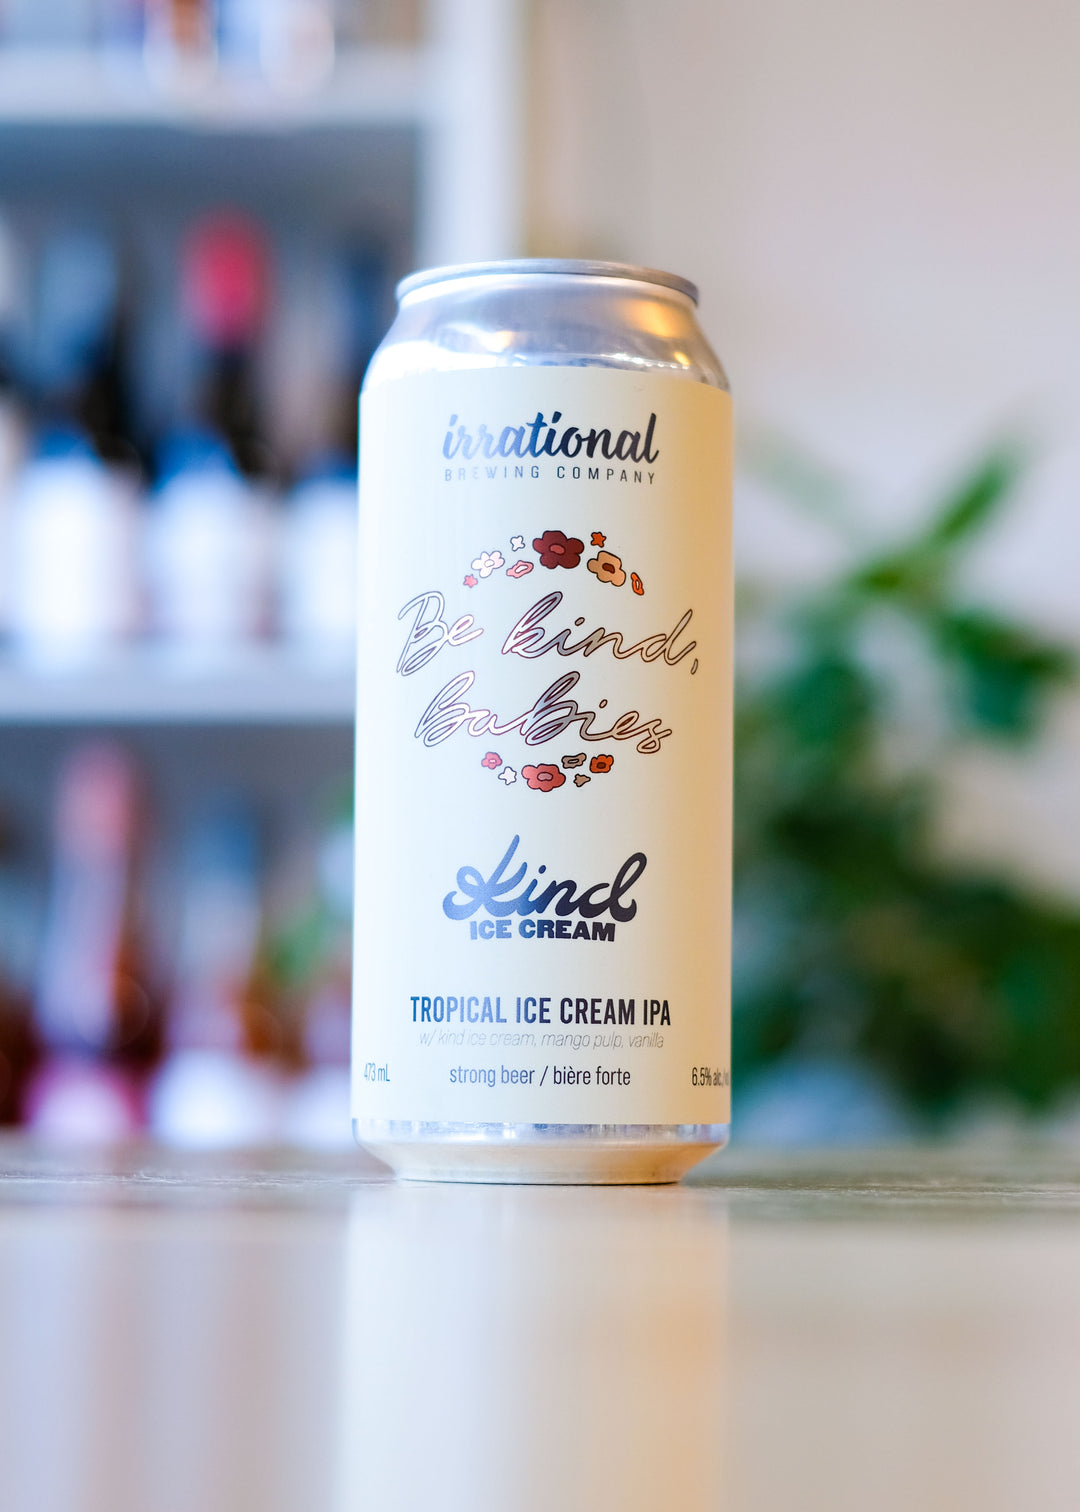 irrational
BREWING COMPANY
Be kind,
Babies
Kind
ICE CREAM
TROPICAL ICE CREAM IPA
w/ kind ice cream, mango pulp, vanilla
473 mL strong beer / bière forte 6.5% alc./